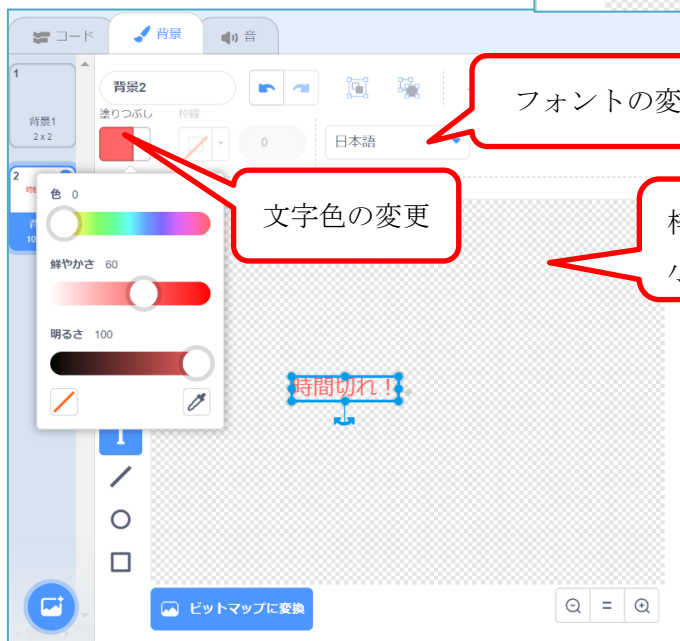 コード 背景 音
1
背景1
2 x 2
2
背景2
塗りつぶし 枠線
0
日本語
フォントの変
文字色の変更
色 0
鮮やかさ 60
明るさ 100
時間切れ！
T
ビットマップに変換